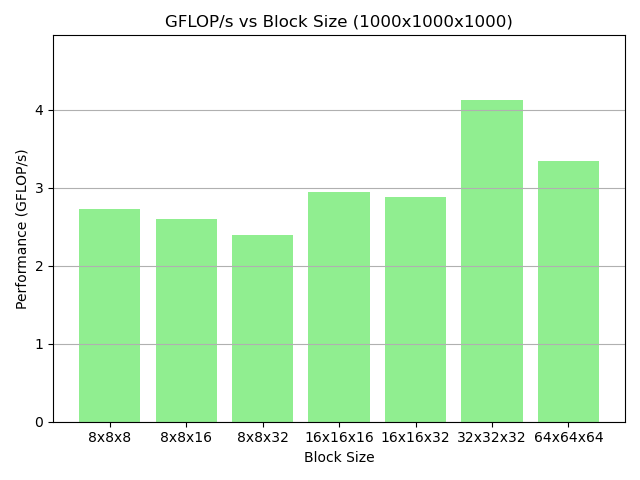 GFLOP/s vs Block Size (1000x1000x1000)
Performance (GFLOP/s)
4
3
2
1
0
8x8x8 8x8x16 8x8x32 16x16x16 16x16x32 32x32x32 64x64x64
Block Size